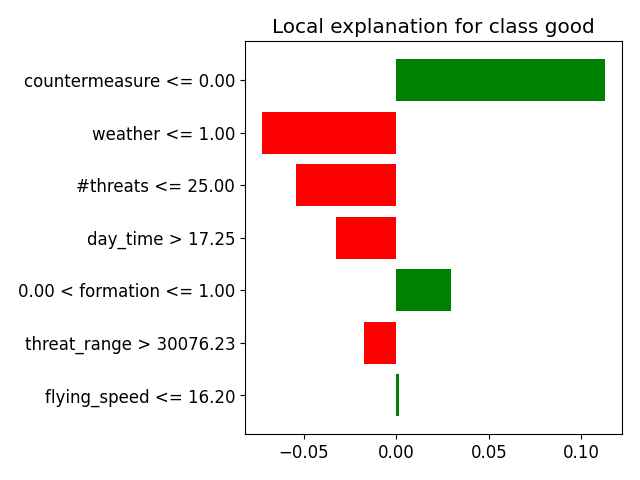 Local explanation for class good
countermeasure <= 0.00
weather <= 1.00
#threats <= 25.00
day_time > 17.25
0.00 < formation <= 1.00
threat_range > 30076.23
flying_speed <= 16.20
−0.05 0.00 0.05 0.10